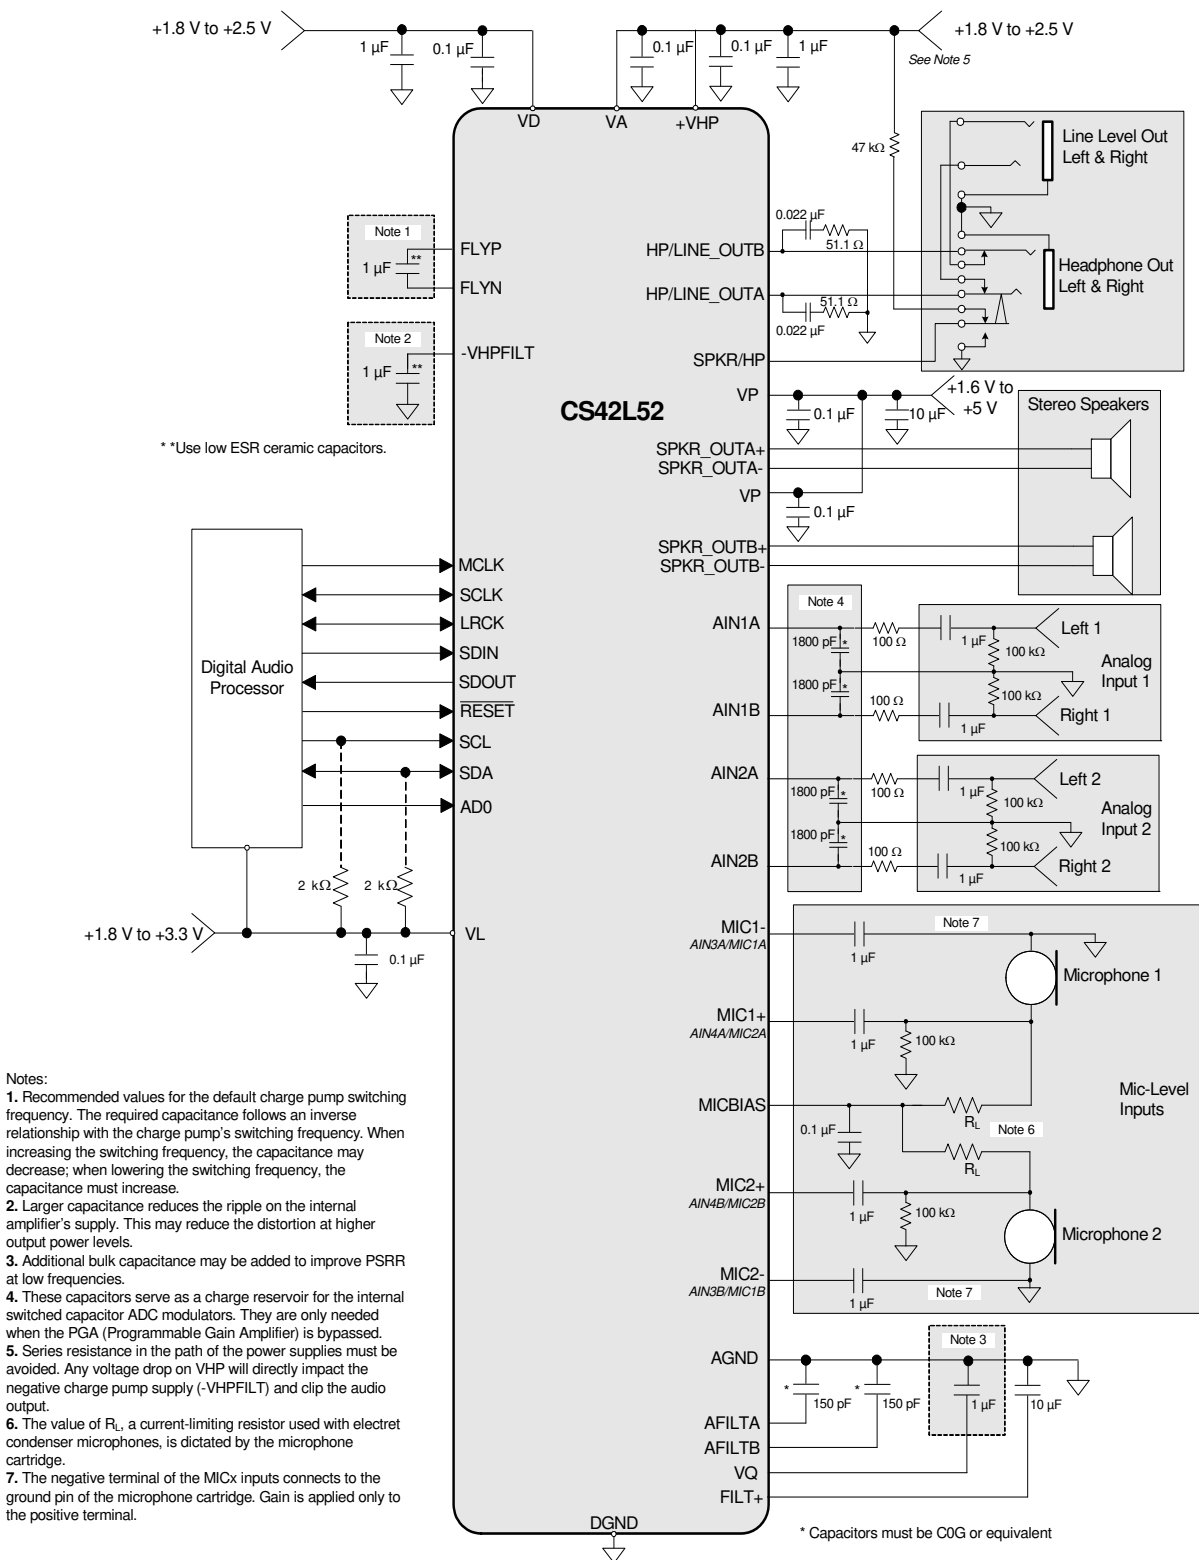 +1.8 V to +2.5 V
1 µF
0.1 µF
0.1 µF
0.1 µF
1 µF
+1.8 V to +2.5 V
See Note 5
VD
VA
+VHP
47 kΩ
Line Level Out
Left & Right
Note 1
1 µF
**
FLYP
FLYN
0.022 µF
51.1 Ω
HP/LINE_OUTB
HP/LINE_OUTA
51.1 Ω
0.022 µF
Headphone Out
Left & Right
Note 2
1 µF
**
-VHPFILT
SPKR/HP
* *Use low ESR ceramic capacitors.
CS42L52
VP
0.1 µF
10 µF
+1.6 V to
+5 V
Stereo Speakers
SPKR_OUTA+
SPKR_OUTA-
VP
0.1 µF
SPKR_OUTB+
SPKR_OUTB-
Digital Audio
Processor
MCLK
SCLK
LRCK
SDIN
SDOUT
RESET
SCL
SDA
AD0
2 kΩ
2 kΩ
+1.8 V to +3.3 V
VL
0.1 µF
Note 4
AIN1A
1800 pF
*
100 Ω
1 µF
100 kΩ
Left 1
Analog
Input 1
1800 pF
*
100 Ω
100 kΩ
AIN1B
1 µF
Right 1
AIN2A
1800 pF
*
100 Ω
1 µF
100 kΩ
Left 2
Analog
Input 2
1800 pF
*
100 Ω
100 kΩ
AIN2B
1 µF
Right 2
MIC1-
AIN3A/MIC1A
1 µF
Note 7
Microphone 1
MIC1+
AIN4A/MIC2A
1 µF
100 kΩ
MICBIAS
0.1 µF
RL
Note 6
RL
Mic-Level
Inputs
MIC2+
AIN4B/MIC2B
1 µF
100 kΩ
Microphone 2
MIC2-
AIN3B/MIC1B
1 µF
Note 7
Note 3
AGND
*
150 pF
*
150 pF
1 µF
10 µF
AFILTA
AFILTB
VQ
FILT+
DGND
* Capacitors must be C0G or equivalent
Notes:
1. Recommended values for the default charge pump switching
frequency. The required capacitance follows an inverse
relationship with the charge pump's switching frequency. When
increasing the switching frequency, the capacitance may
decrease; when lowering the switching frequency, the
capacitance must increase.
2. Larger capacitance reduces the ripple on the internal
amplifier's supply. This may reduce the distortion at higher
output power levels.
3. Additional bulk capacitance may be added to improve PSRR
at low frequencies.
4. These capacitors serve as a charge reservoir for the internal
switched capacitor ADC modulators. They are only needed
when the PGA (Programmable Gain Amplifier) is bypassed.
5. Series resistance in the path of the power supplies must be
avoided. Any voltage drop on VHP will directly impact the
negative charge pump supply (-VHPFILT) and clip the audio
output.
6. The value of RL, a current-limiting resistor used with electret
condenser microphones, is dictated by the microphone
cartridge.
7. The negative terminal of the MICx inputs connects to the
ground pin of the microphone cartridge. Gain is applied only to
the positive terminal.